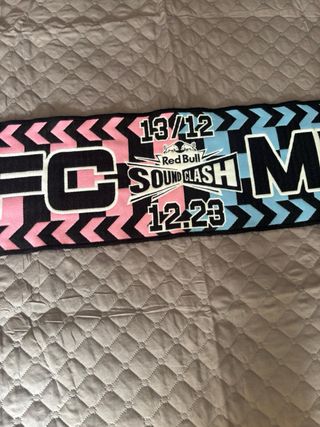 13/12
Red Bull
SOUND CLASH
FC M
12.23